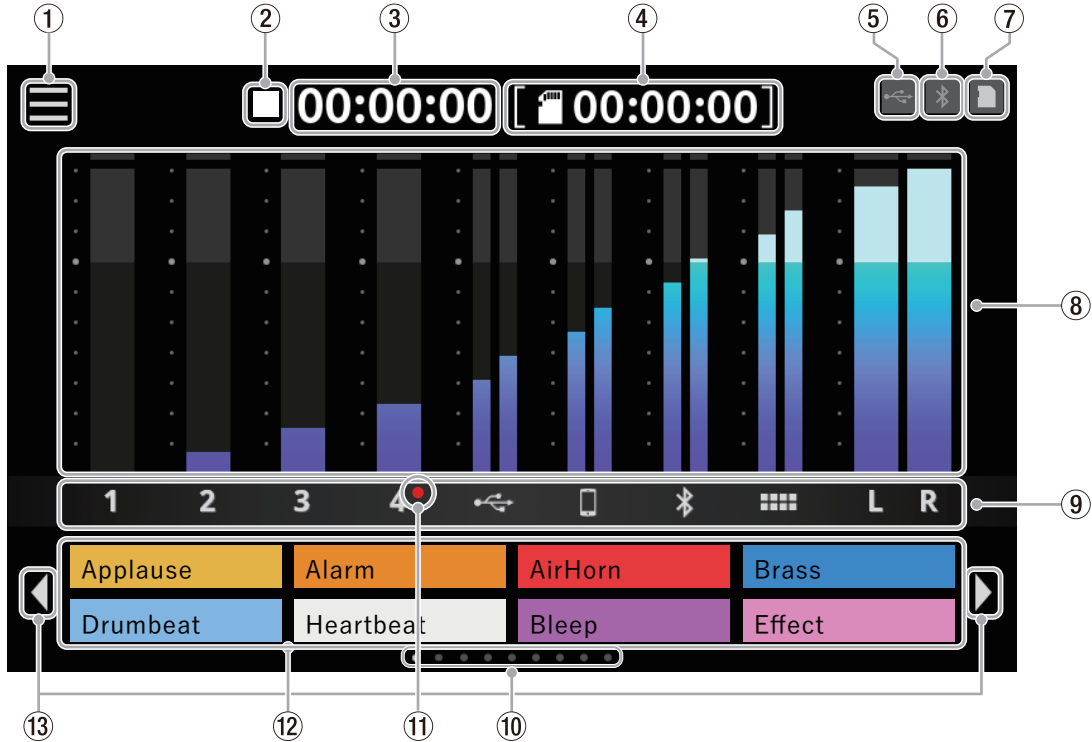 ① ② ③ ④ ⑤ ⑥ ⑦
00:00:00 [ 00:00:00]
⑧
1 2 3 4 L R
⑨
Applause Alarm AirHorn Brass
Drumbeat Heartbeat Bleep Effect
⑬ ⑫ ⑪ ⑩